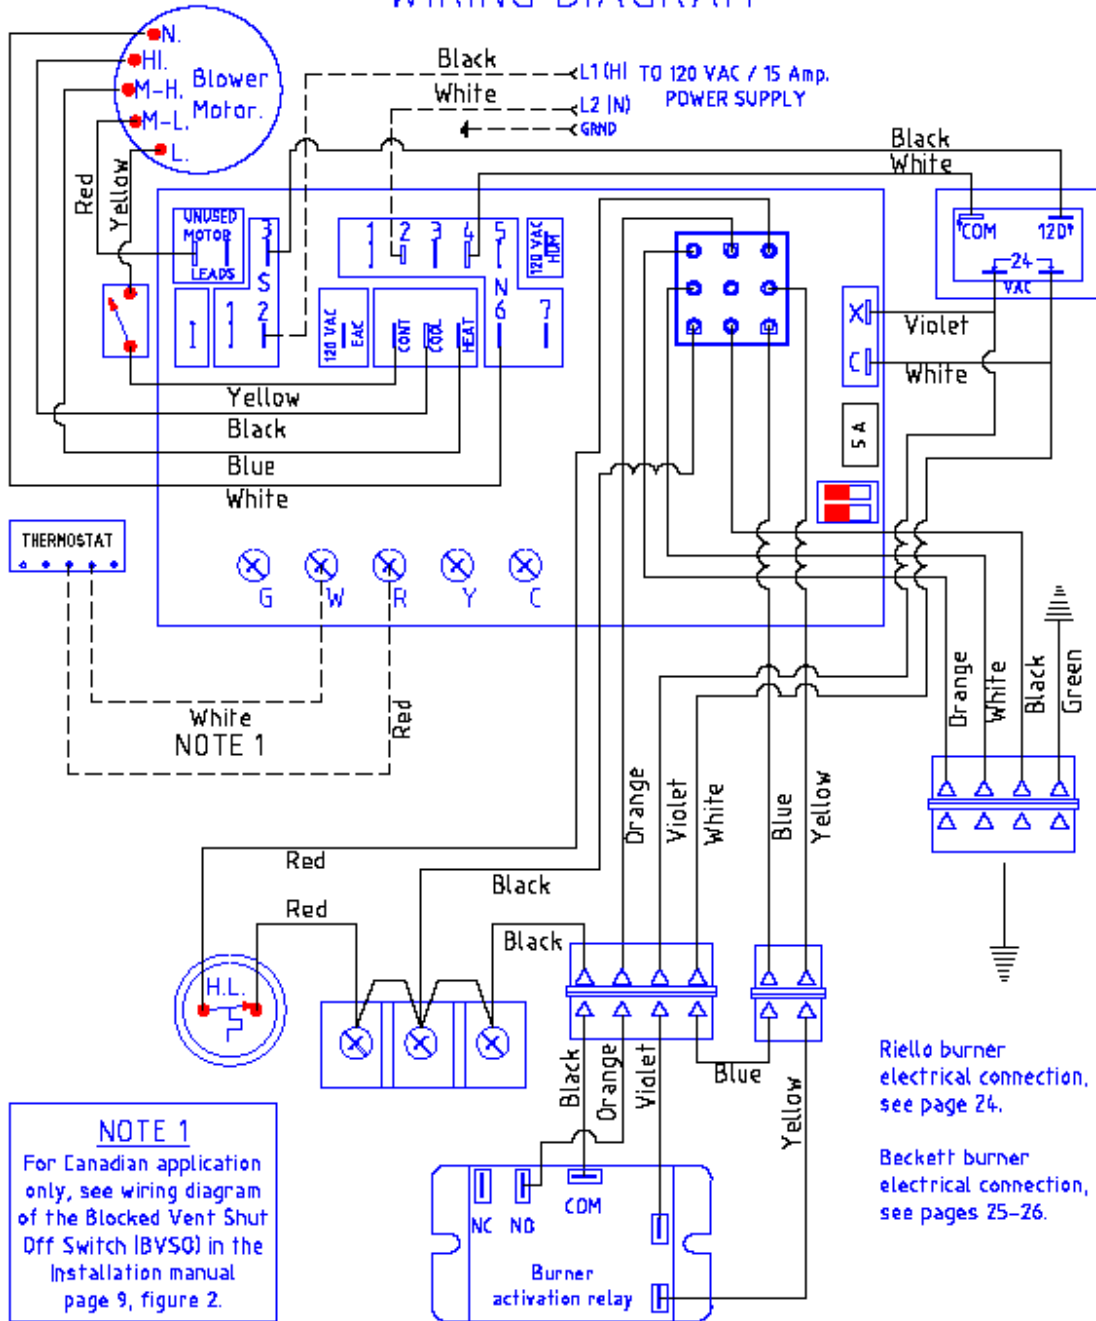 WIRING DIAGRAM
N.
HI.
M-H.
M-L.
L.
Blower
Motor.
Black
White
L1 (H)
L2 (N)
GRND
TO 120 VAC / 15 Amp.
POWER SUPPLY
Black
White
Red
Yellow
UNUSED
MOTOR
LEADS
3
S
1
1
2
1
2
3
4
5
N
6
7
120 VAC
HUM
120 VAC
EAC
CONT
COOL
HEAT
COM
120
24
VAC
X
C
Violet
White
5 A
Yellow
Black
Blue
White
THERMOSTAT
G
W
R
Y
C
White
NOTE 1
Red
Orange
White
Black
Green
Orange
Violet
White
Blue
Yellow
Red
Black
Red
Black
H.L.
Black
Orange
Violet
Blue
Yellow
NC
NO
COM
Burner
activation relay
Riello burner
electrical connection,
see page 24.
Beckett burner
electrical connection,
see pages 25-26.
NOTE 1
For Canadian application
only, see wiring diagram
of the Blocked Vent Shut
Off Switch (BVSO) in the
Installation manual
page 9, figure 2.